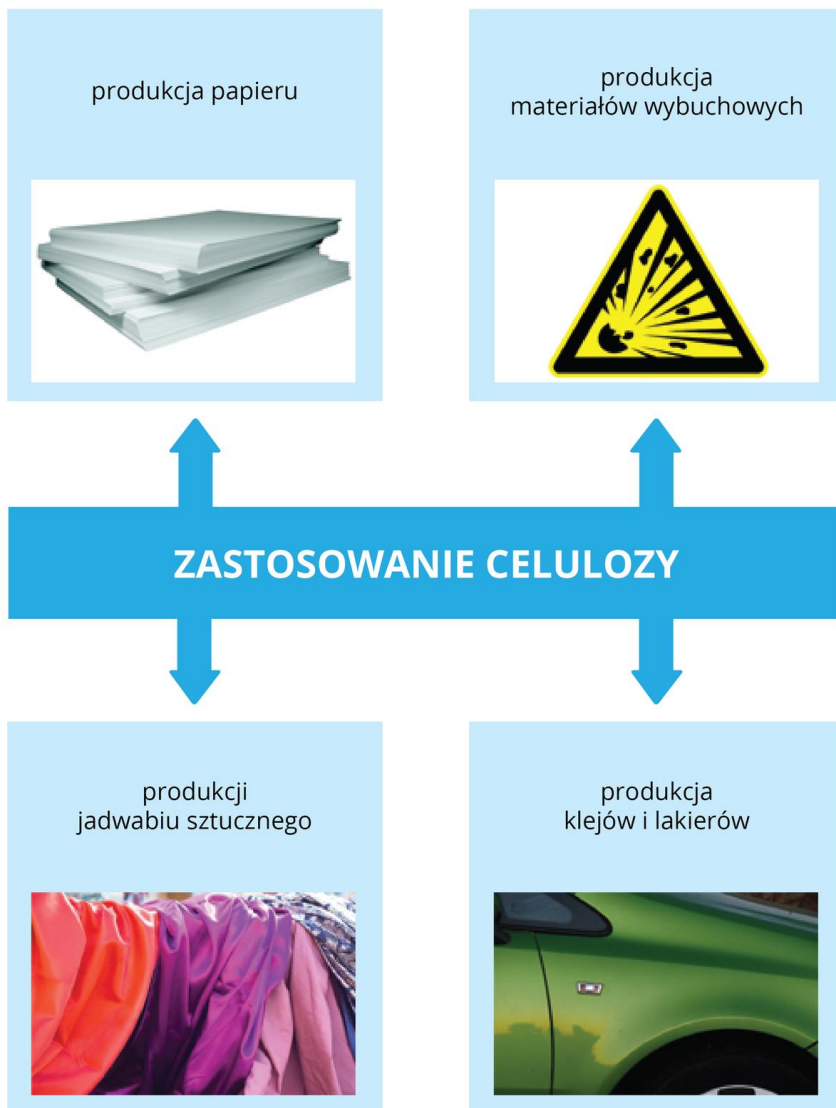 produkcja papieru
produkcja
materiałów wybuchowych
ZASTOSOWANIE CELULOZY
produkcji
jadwabiu sztucznego
produkcja
klejów i lakierów